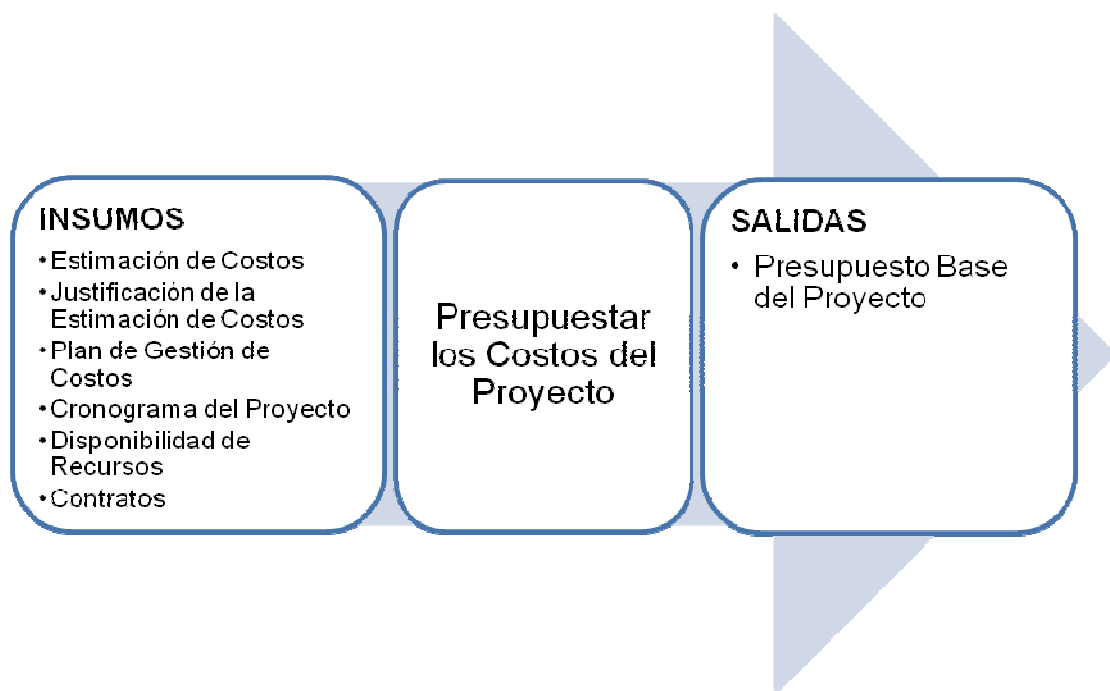 INSUMOS
•Estimación de Costos
•Justificación de la
Estimación de Costos
•Plan de Gestión de
Costos
•Cronograma del Proyecto
•Disponibilidad de
Recursos
•Contratos
Presupuestar
los Costos del
Proyecto
SALIDAS
• Presupuesto Base
del Proyecto